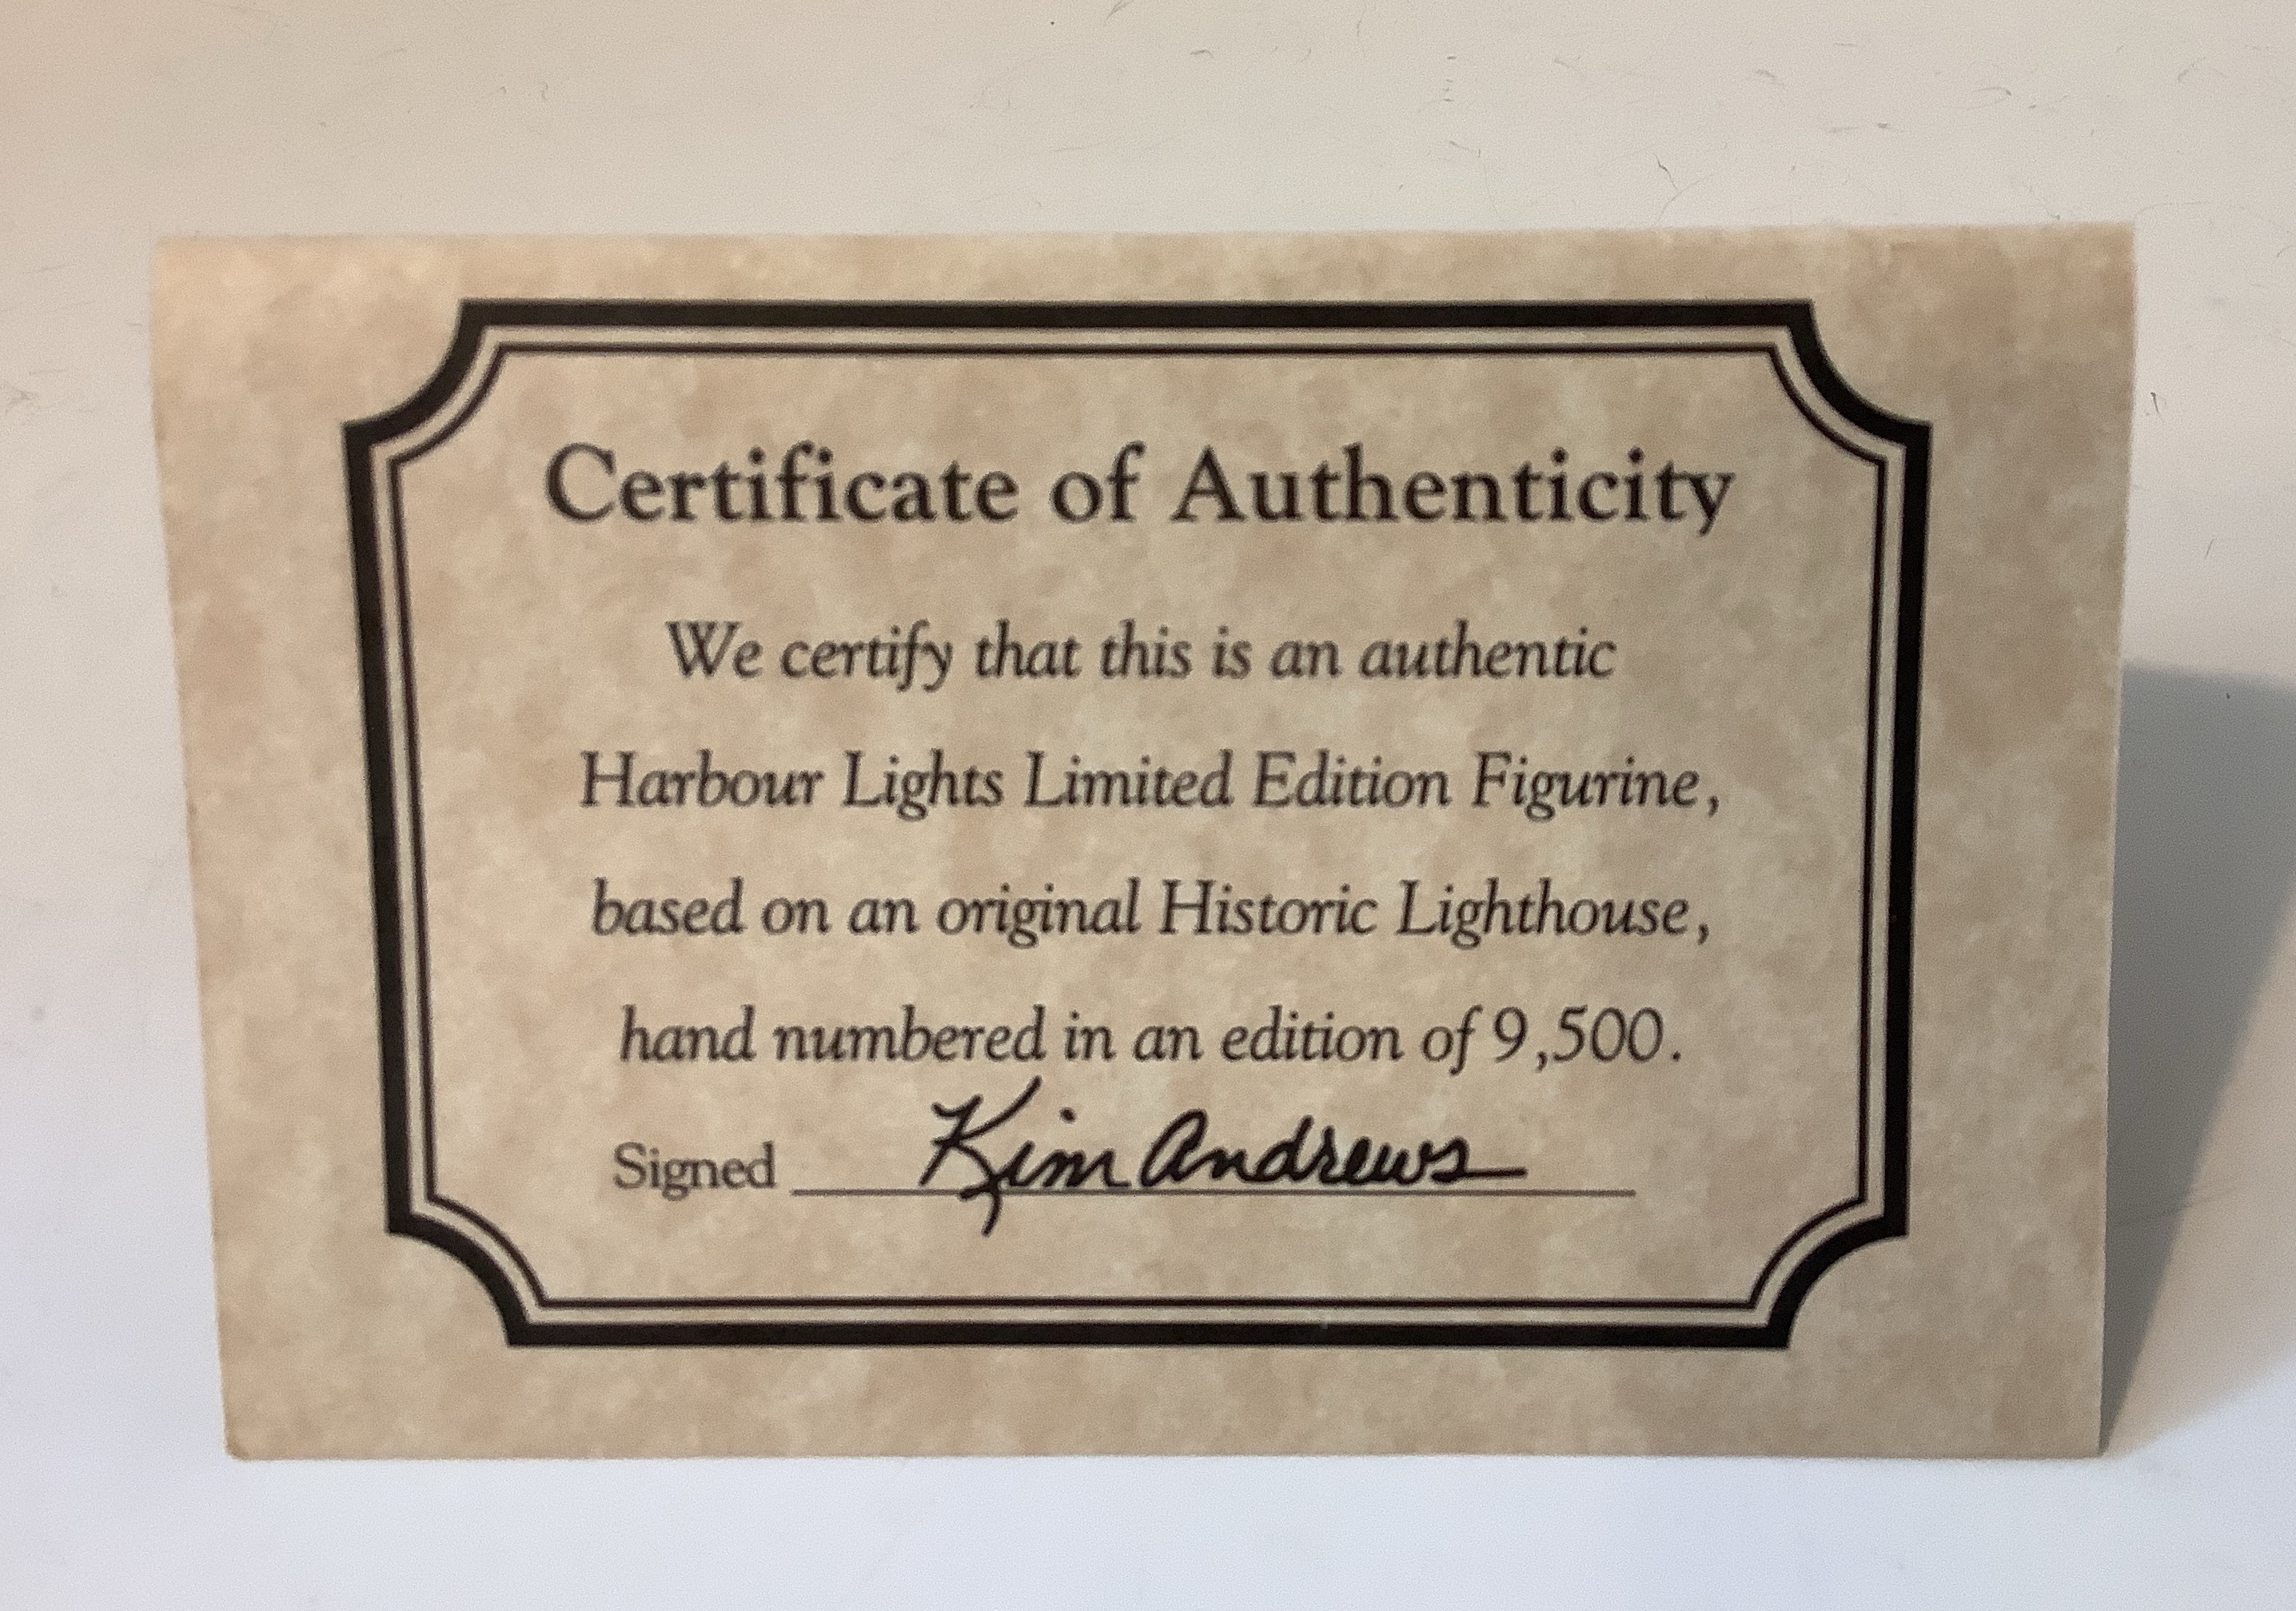 Certificate of Authenticity
We certify that this is an authentic
Harbour Lights Limited Edition Figurine,
based on an original Historic Lighthouse,
hand numbered in an edition of 9,500.
Signed Kim Andrews